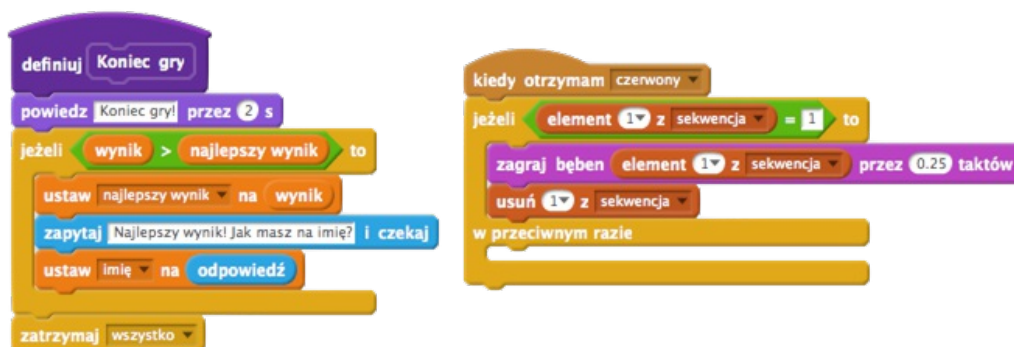 definiuj Koniec gry
powiedz Koniec gry! przez 2 s
jeżeli wynik > najlepszy wynik to
ustaw najlepszy wynik na wynik
zapytaj Najlepszy wynik! Jak masz na imię? i czekaj
ustaw imię na odpowiedź
zatrzymaj wszystko
kiedy otrzymam czerwony
jeżeli element 1 z sekwencja = 1 to
zagraj bęben element 1 z sekwencja przez 0.25 taktów
usuń 1 z sekwencja
w przeciwnym razie